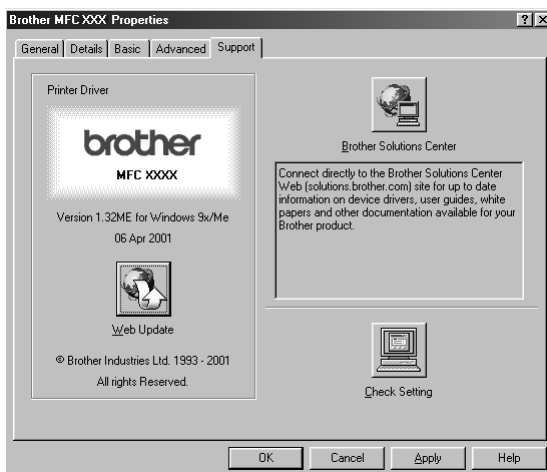 Brother MFC XXX Properties
General
Details
Basic
Advanced
Support
Printer Driver
brother
MFC XXXX
Version 1.32ME for Windows 9x/Me
06 Apr 2001
Web Update
© Brother Industries Ltd. 1993 - 2001
All rights Reserved.
Brother Solutions Center
Connect directly to the Brother Solutions Center
Web (solutions.brother.com) site for up to date
information on device drivers, user guides, white
papers and other documentation available for your
Brother product.
Check Setting
OK
Cancel
Apply
Help